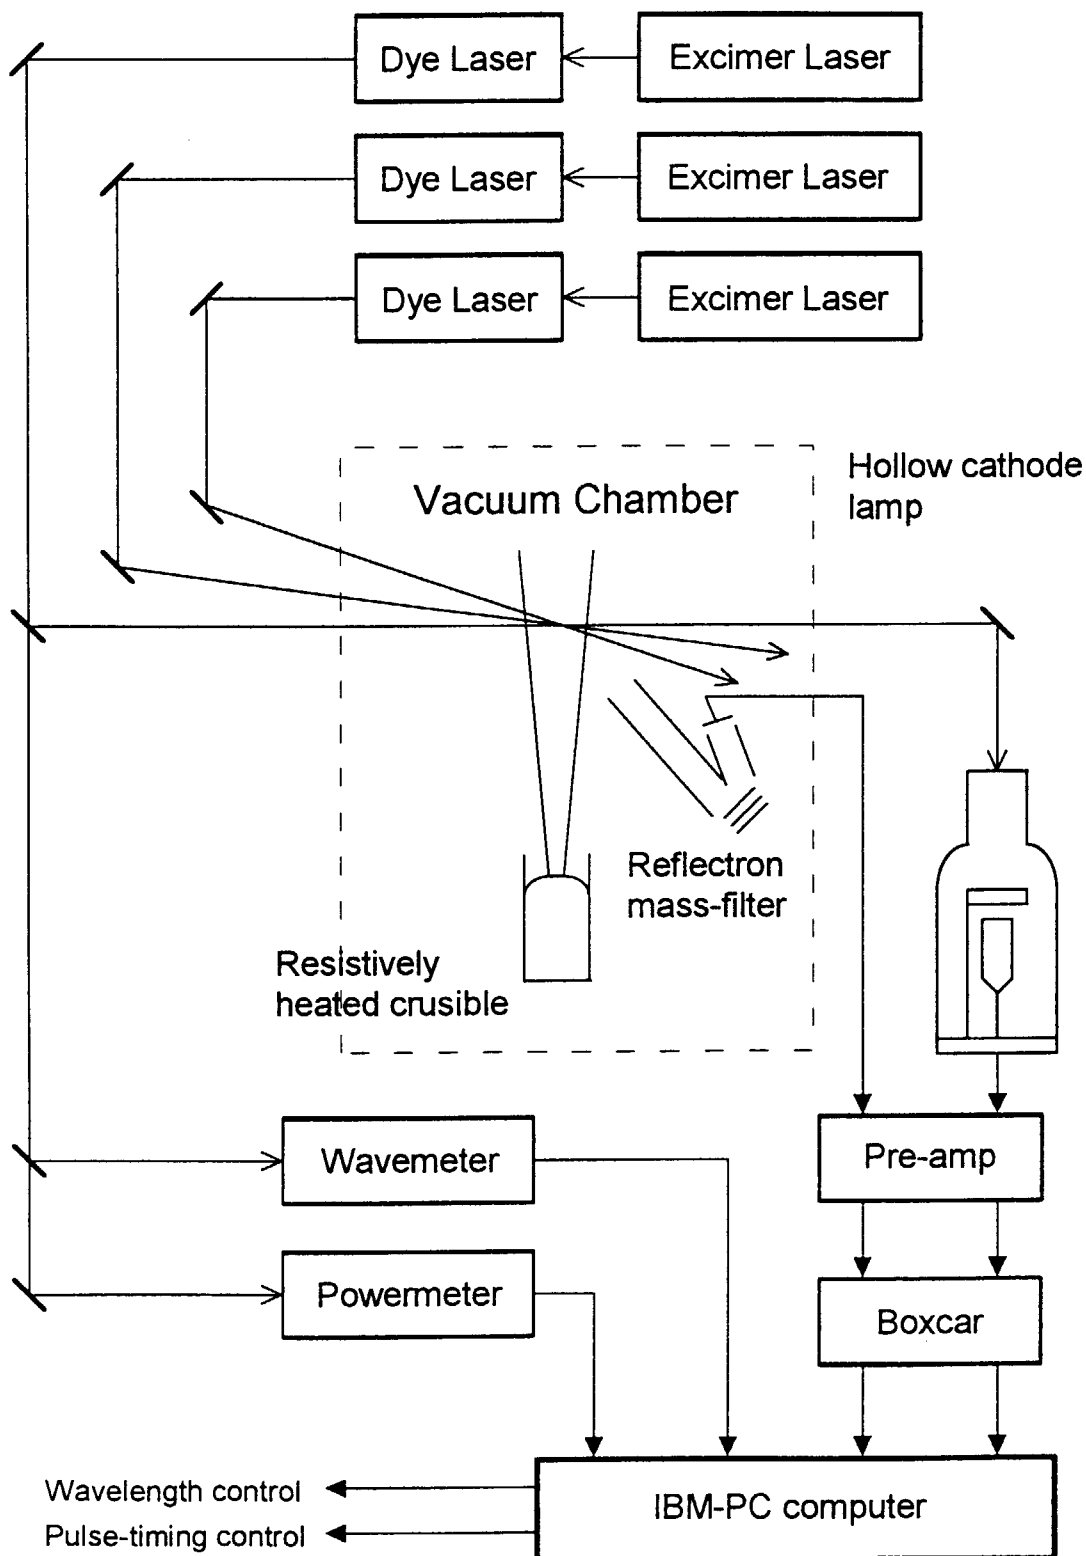 Dye Laser
Excimer Laser
Dye Laser
Excimer Laser
Dye Laser
Excimer Laser
Hollow cathode
lamp
Vacuum Chamber
Reflectron
mass-filter
Resistively
heated crusible
Wavemeter
Pre-amp
Powermeter
Boxcar
Wavelength control
Pulse-timing control
IBM-PC computer